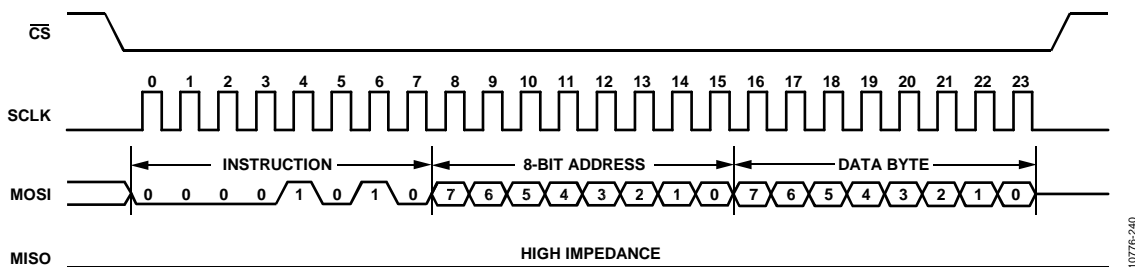 CS
0 1 2 3 4 5 6 7 8 9 10 11 12 13 14 15 16 17 18 19 20 21 22 23
SCLK
INSTRUCTION 8-BIT ADDRESS DATA BYTE
MOSI 0 0 0 0 1 0 1 0 7 6 5 4 3 2 1 0 7 6 5 4 3 2 1 0
HIGH IMPEDANCE
MISO
10776-240